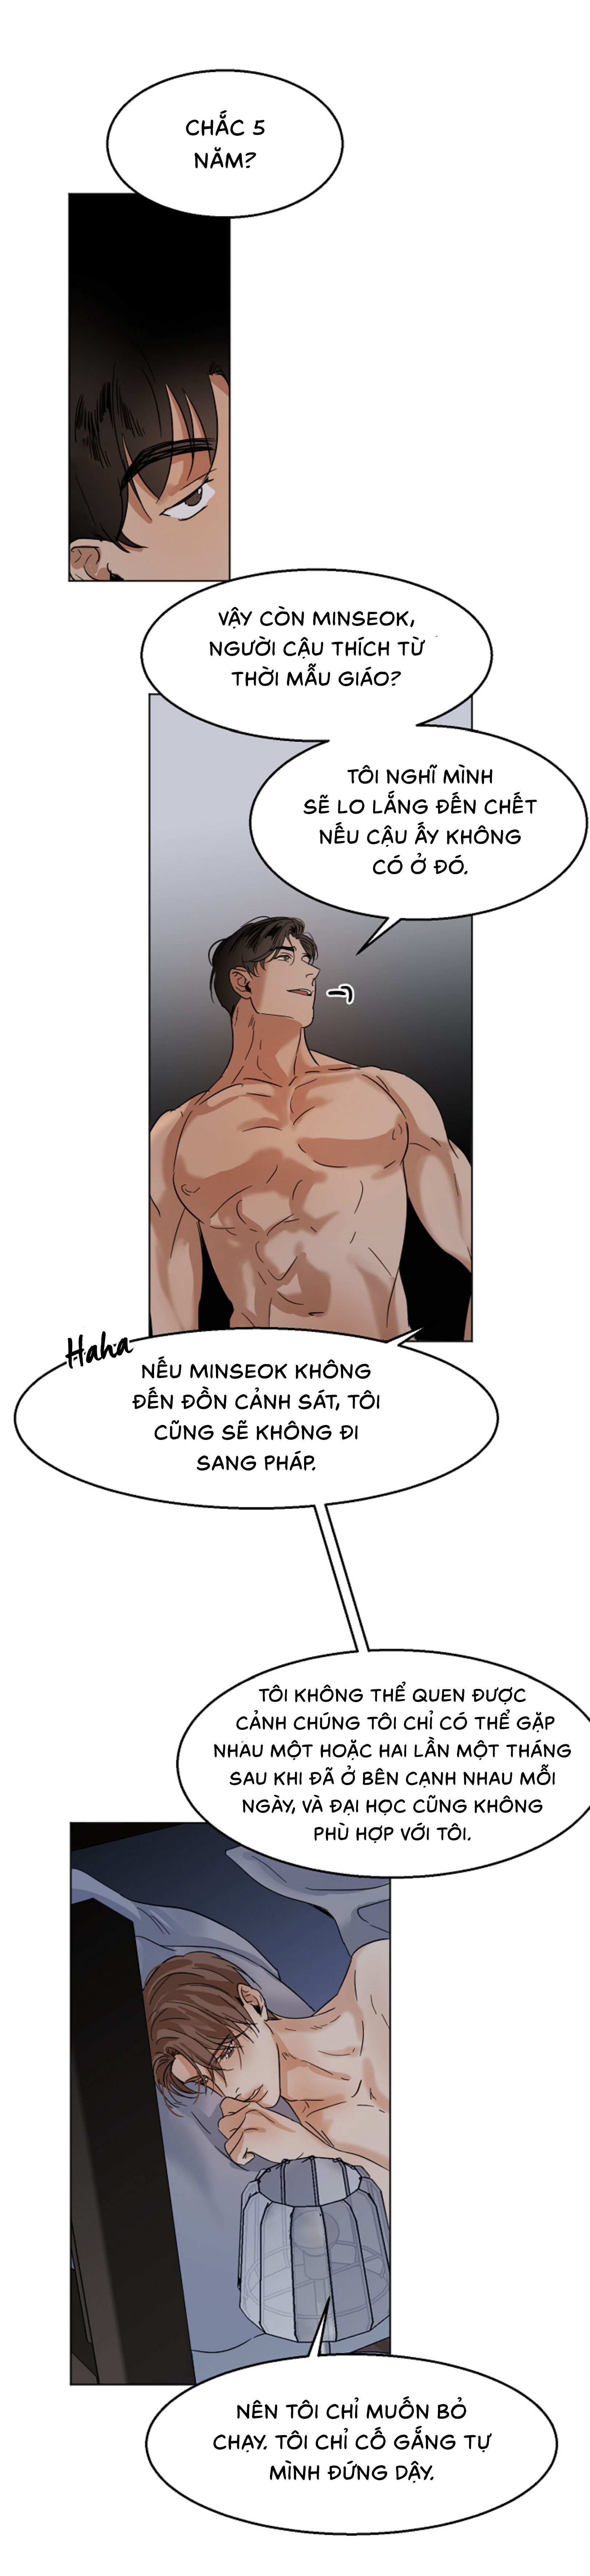 CHẮC 5
NĂM?
VẬY CÒN MINSEOK,
NGƯỜI CẬU THÍCH TỪ
THỜI MẪU GIÁO?
TÔI NGHĨ MÌNH
SẼ LO LẮNG ĐẾN CHẾT
NẾU CẬU ẤY KHÔNG
CÓ Ở ĐÓ.
Haha
NẾU MINSEOK KHÔNG
ĐẾN ĐỒN CẢNH SÁT, TÔI
CŨNG SẼ KHÔNG ĐI
SANG PHÁP.
TÔI KHÔNG THỂ QUEN ĐƯỢC
CẢNH CHÚNG TÔI CHỈ CÓ THỂ GẶP
NHAU MỘT HOẶC HAI LẦN MỘT THÁNG
SAU KHI ĐÃ Ở BÊN CẠNH NHAU MỖI
NGÀY, VÀ ĐẠI HỌC CŨNG KHÔNG
PHÙ HỢP VỚI TÔI.
NÊN TÔI CHỈ MUỐN BỎ
CHẠY. TÔI CHỈ CỐ GẮNG TỰ
MÌNH ĐỨNG DẬY.